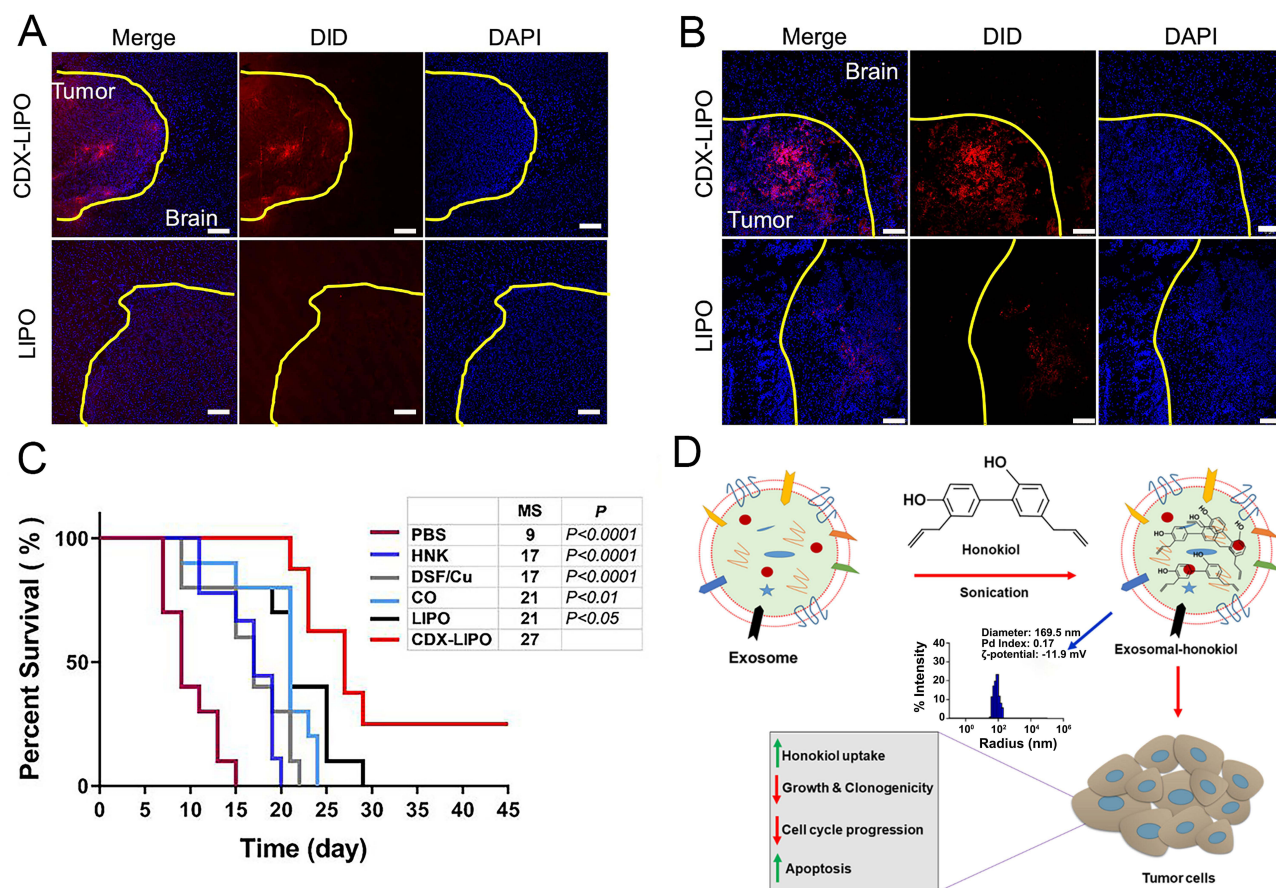 A
Merge
DID
DAPI
CDX-LIPO
Tumor
Brain
LIPO
B
Merge
DID
DAPI
CDX-LIPO
Brain
Tumor
LIPO
C
Percent Survival ( % )
100
50
0
0 5 10 15 20 25 30 35 40 45
Time (day)
MS P
PBS 9 P<0.0001
HNK 17 P<0.0001
DSF/Cu 17 P<0.0001
CO 21 P<0.01
LIPO 21 P<0.05
CDX-LIPO 27
D
Exosome
HO
HO
Honokiol
Sonication
Exosomal-honokiol
Diameter: 169.5 nm
Pd Index: 0.17
ζ-potential: -11.9 mV
% Intensity
40
30
20
10
0
10⁰ 10² 10⁴ 10⁶
Radius (nm)
Honokiol uptake
Growth & Clonogenicity
Cell cycle progression
Apoptosis
Tumor cells